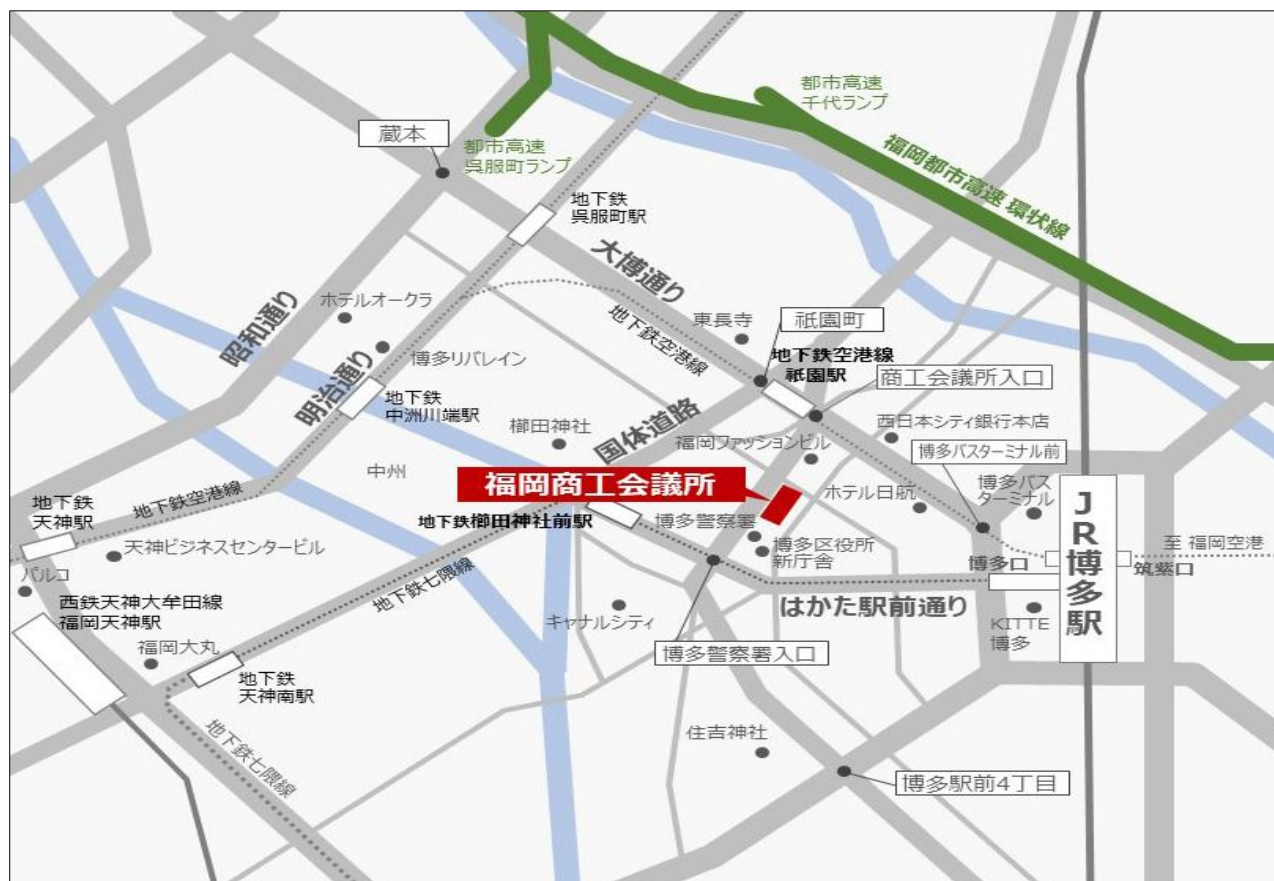 都市高速
千代ランプ
蔵本
都市高速
呉服町ランプ
福岡都市高速 環状線
地下鉄
呉服町駅
大博通り
昭和通り
ホテルオークラ
地下鉄空港線
東長寺
祇園町
明治通り
博多リバレイン
地下鉄空港線
祇園駅
商工会議所入口
地下鉄
中洲川端駅
櫛田神社
国体道路
福岡ファッションビル
西日本シティ銀行本店
博多バスターミナル前
中州
福岡商工会議所
ホテル日航
博多バス
ターミナル
JR博多駅
地下鉄
天神駅
地下鉄空港線
地下鉄櫛田神社前駅
博多警察署
天神ビジネスセンタービル
博多区役所
新庁舎
至 福岡空港
博多口
筑紫口
パルコ
地下鉄七隈線
西鉄天神大牟田線
福岡天神駅
はかた駅前通り
キャナルシティ
KITTE
博多
福岡大丸
博多警察署入口
地下鉄
天神南駅
地下鉄七隈線
住吉神社
博多駅前4丁目